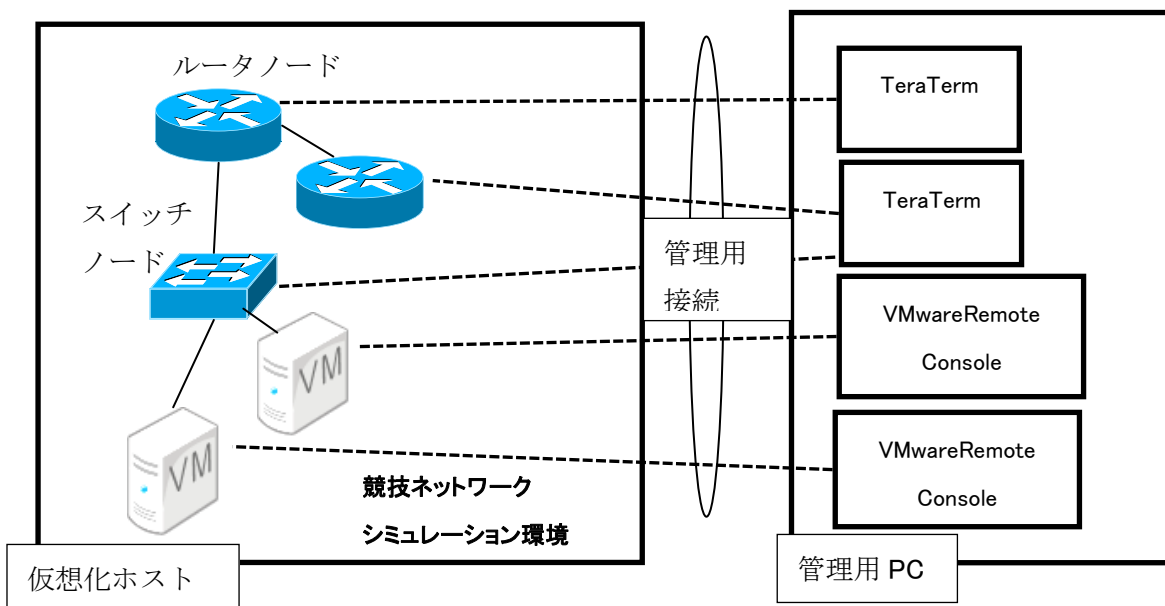 ルータノード
スイッチ
ノード
VM
VM
競技ネットワーク
シミュレーション環境
仮想化ホスト
管理用
接続
TeraTerm
TeraTerm
VMwareRemote
Console
VMwareRemote
Console
管理用 PC